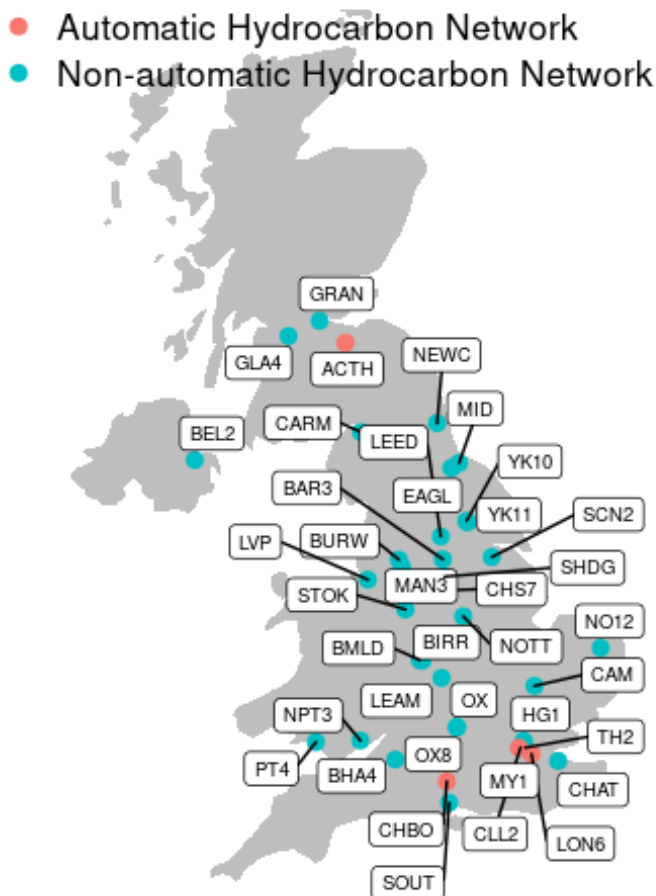 Automatic Hydrocarbon Network
Non-automatic Hydrocarbon Network
GRAN
GLA4
ACTH
NEWC
CARM
LEED
MID
BEL2
YK10
BAR3
EAGL
YK11
SCN2
LVP
BURW
SHDG
MAN3
CHS7
STOK
NO12
BMLD
BIRR
NOTT
CAM
LEAM
OX
NPT3
HG1
TH2
PT4
BHA4
OX8
MY1
CHAT
CHBO
CLL2
LON6
SOUT